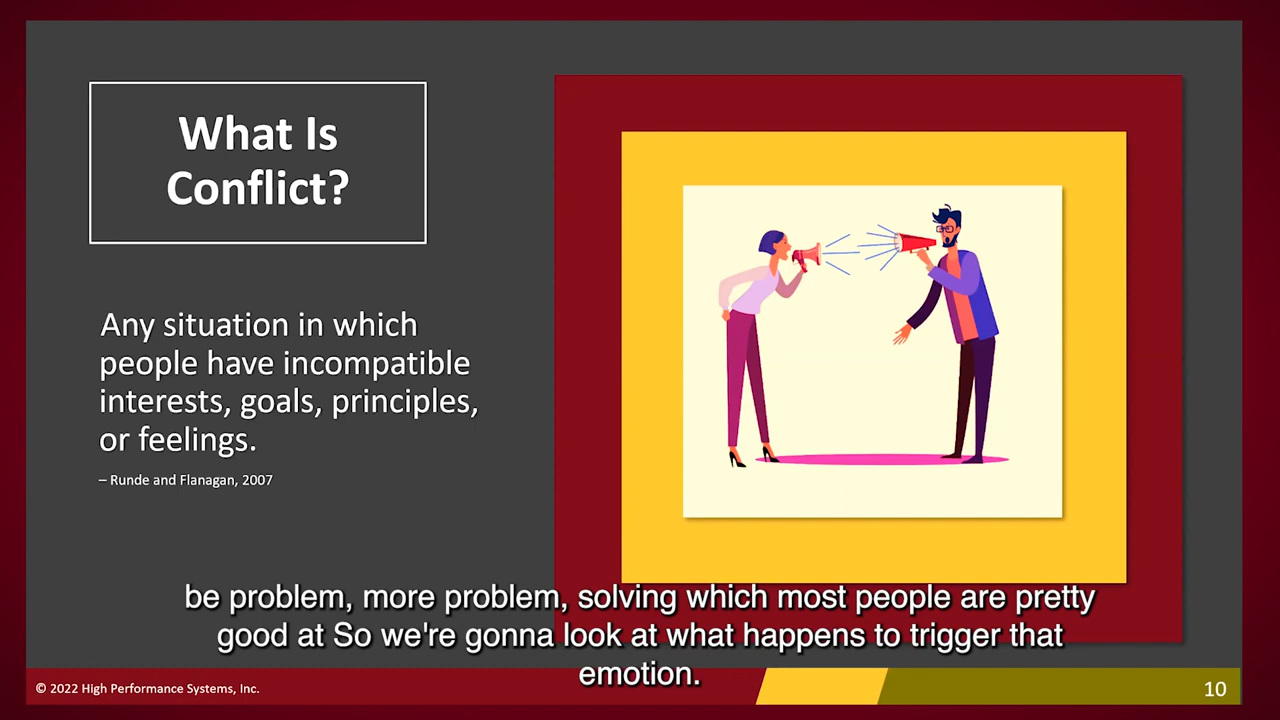 What Is
Conflict?
Any situation in which
people have incompatible
interests, goals, principles,
or feelings.
– Runde and Flanagan, 2007
be problem, more problem, solving which most people are pretty
good at So we're gonna look at what happens to trigger that
emotion.
© 2022 High Performance Systems, Inc.
10